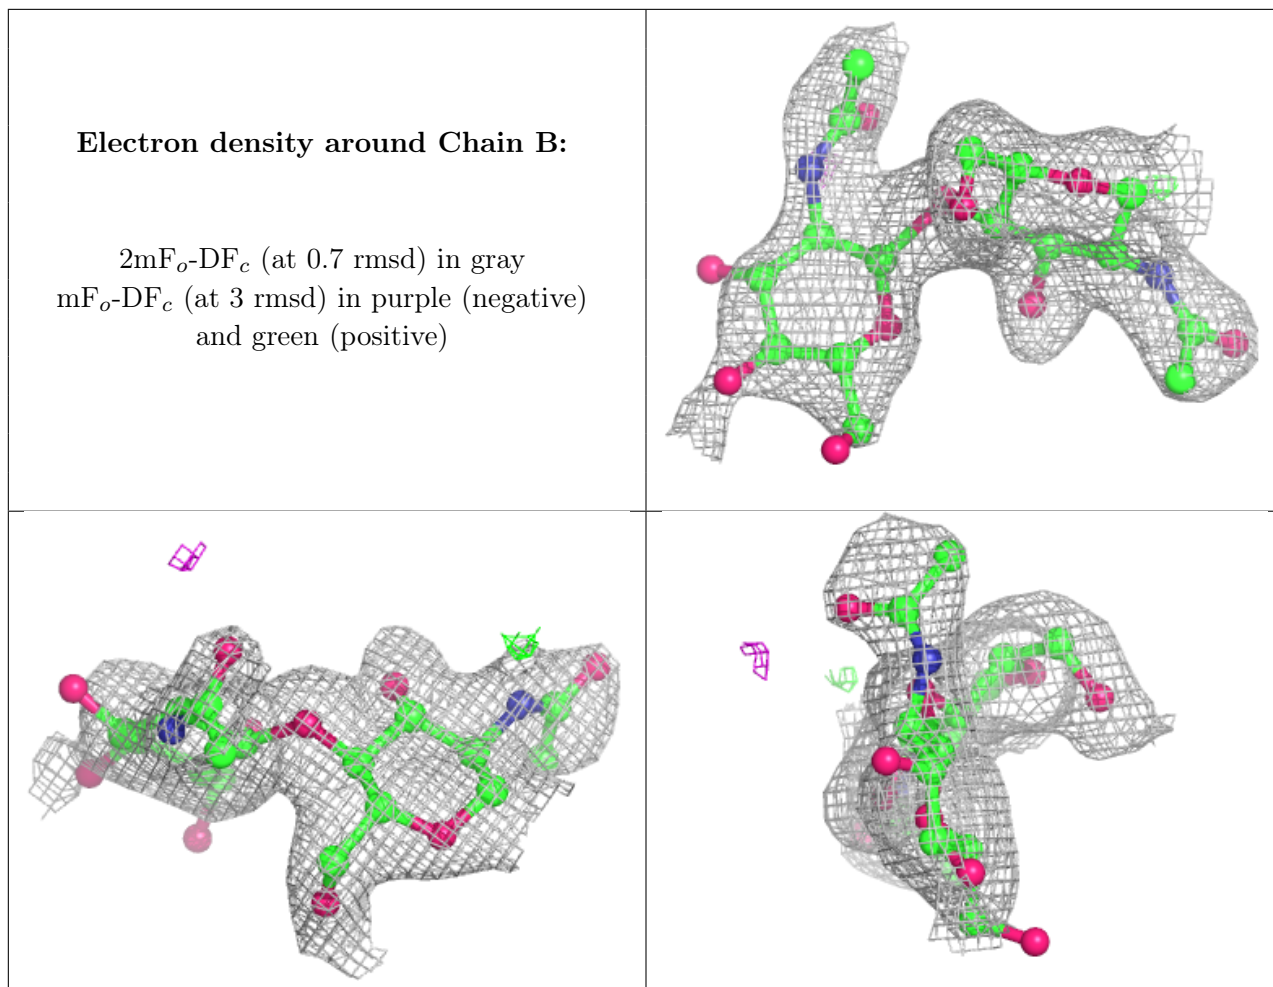 Electron density around Chain B:
2mFo-DFc (at 0.7 rmsd) in gray
mFo-DFc (at 3 rmsd) in purple (negative)
and green (positive)